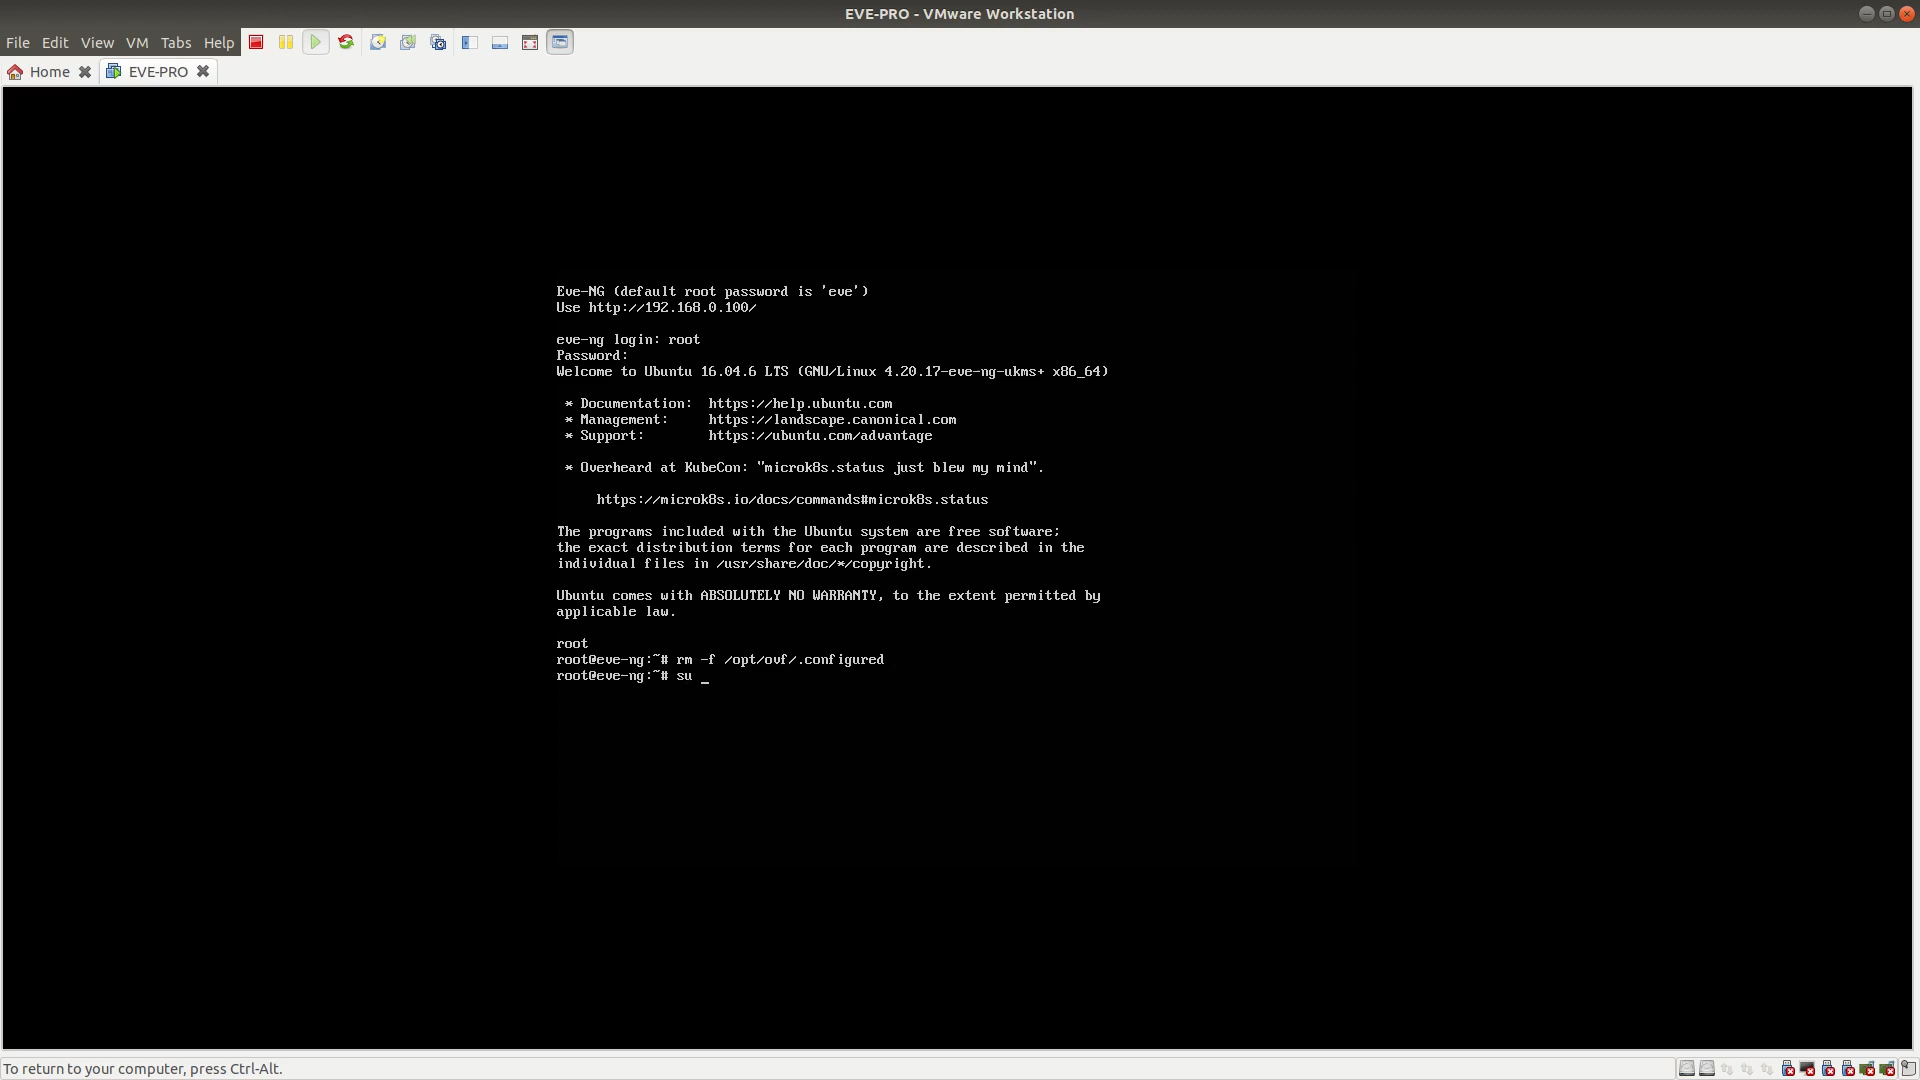 EVE-PRO - VMware Workstation
File Edit View VM Tabs Help
Home EVE-PRO
Eve-NG (default root password is 'eve')
Use http://192.168.0.100/
eve-ng login: root
Password:
Welcome to Ubuntu 16.04.6 LTS (GNU/Linux 4.20.17-eve-ng-ukms+ x86_64)
* Documentation:  https://help.ubuntu.com
* Management:     https://landscape.canonical.com
* Support:        https://ubuntu.com/advantage
* Overheard at KubeCon: "microk8s.status just blew my mind".
https://microk8s.io/docs/commands#microk8s.status
The programs included with the Ubuntu system are free software;
the exact distribution terms for each program are described in the
individual files in /usr/share/doc/*/copyright.
Ubuntu comes with ABSOLUTELY NO WARRANTY, to the extent permitted by
applicable law.
root
root@eve-ng:~# rm -f /opt/ovf/.configured
root@eve-ng:~# su _
To return to your computer, press Ctrl-Alt.